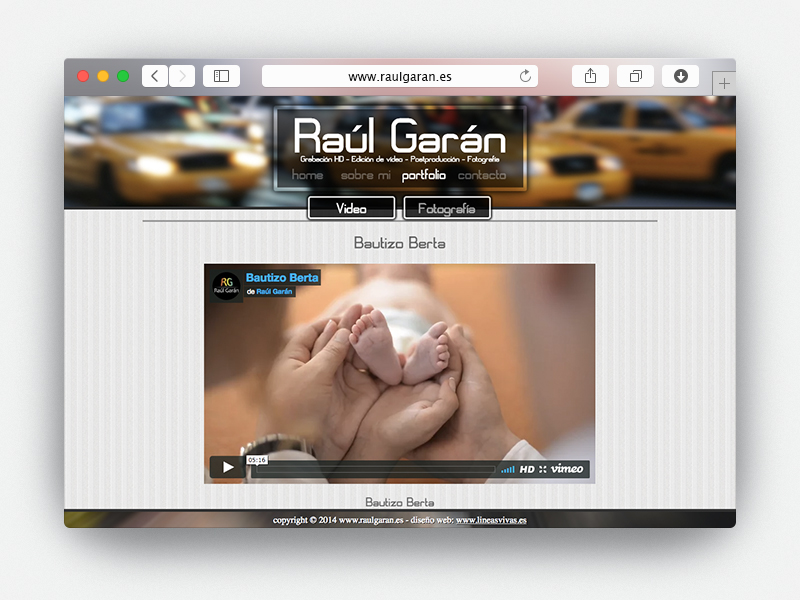 www.raulgaran.es
Raúl Garán
Grabación HD - Edición de vídeo - Postproducción - Fotografía
home sobre mi portfolio contacto
Video Fotografía
Bautizo Berta
RG
Raúl Garán
Bautizo Berta
de Raúl Garán
05:16
HD vimeo
Bautizo Berta
copyright © 2014 www.raulgaran.es - diseño web: www.lineasvivas.es